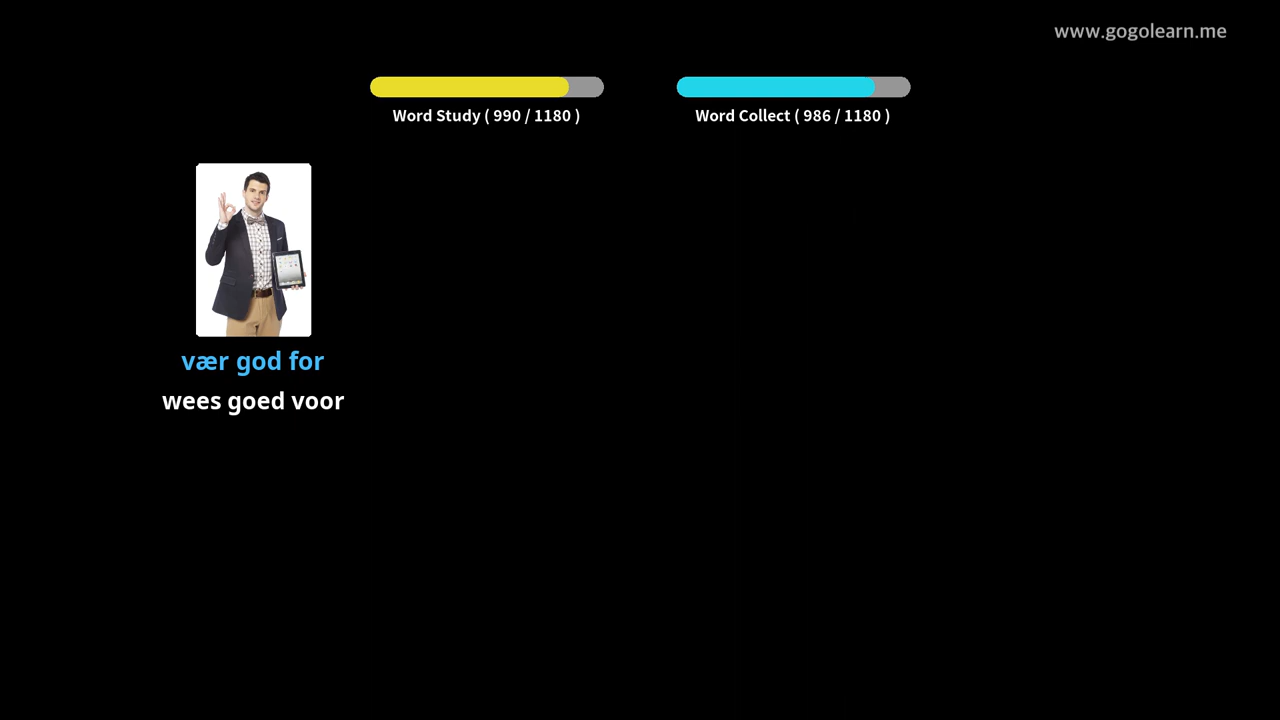 www.gogolearn.me
Word Study ( 990 / 1180 )
Word Collect ( 986 / 1180 )
vær god for
wees goed voor